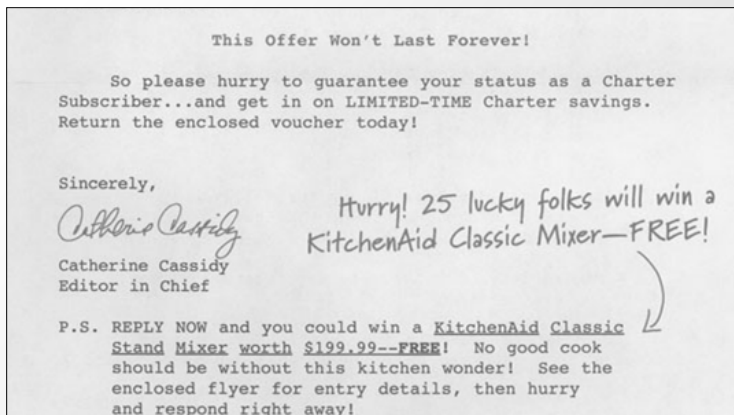 This Offer Won't Last Forever!
So please hurry to guarantee your status as a Charter
Subscriber...and get in on LIMITED-TIME Charter savings.
Return the enclosed voucher today!
Sincerely,
Catherine Cassidy
Hurry! 25 lucky folks will win a
KitchenAid Classic Mixer—FREE!
Catherine Cassidy
Editor in Chief
P.S. REPLY NOW and you could win a KitchenAid Classic
Stand Mixer worth $199.99--FREE! No good cook
should be without this kitchen wonder! See the
enclosed flyer for entry details, then hurry
and respond right away!